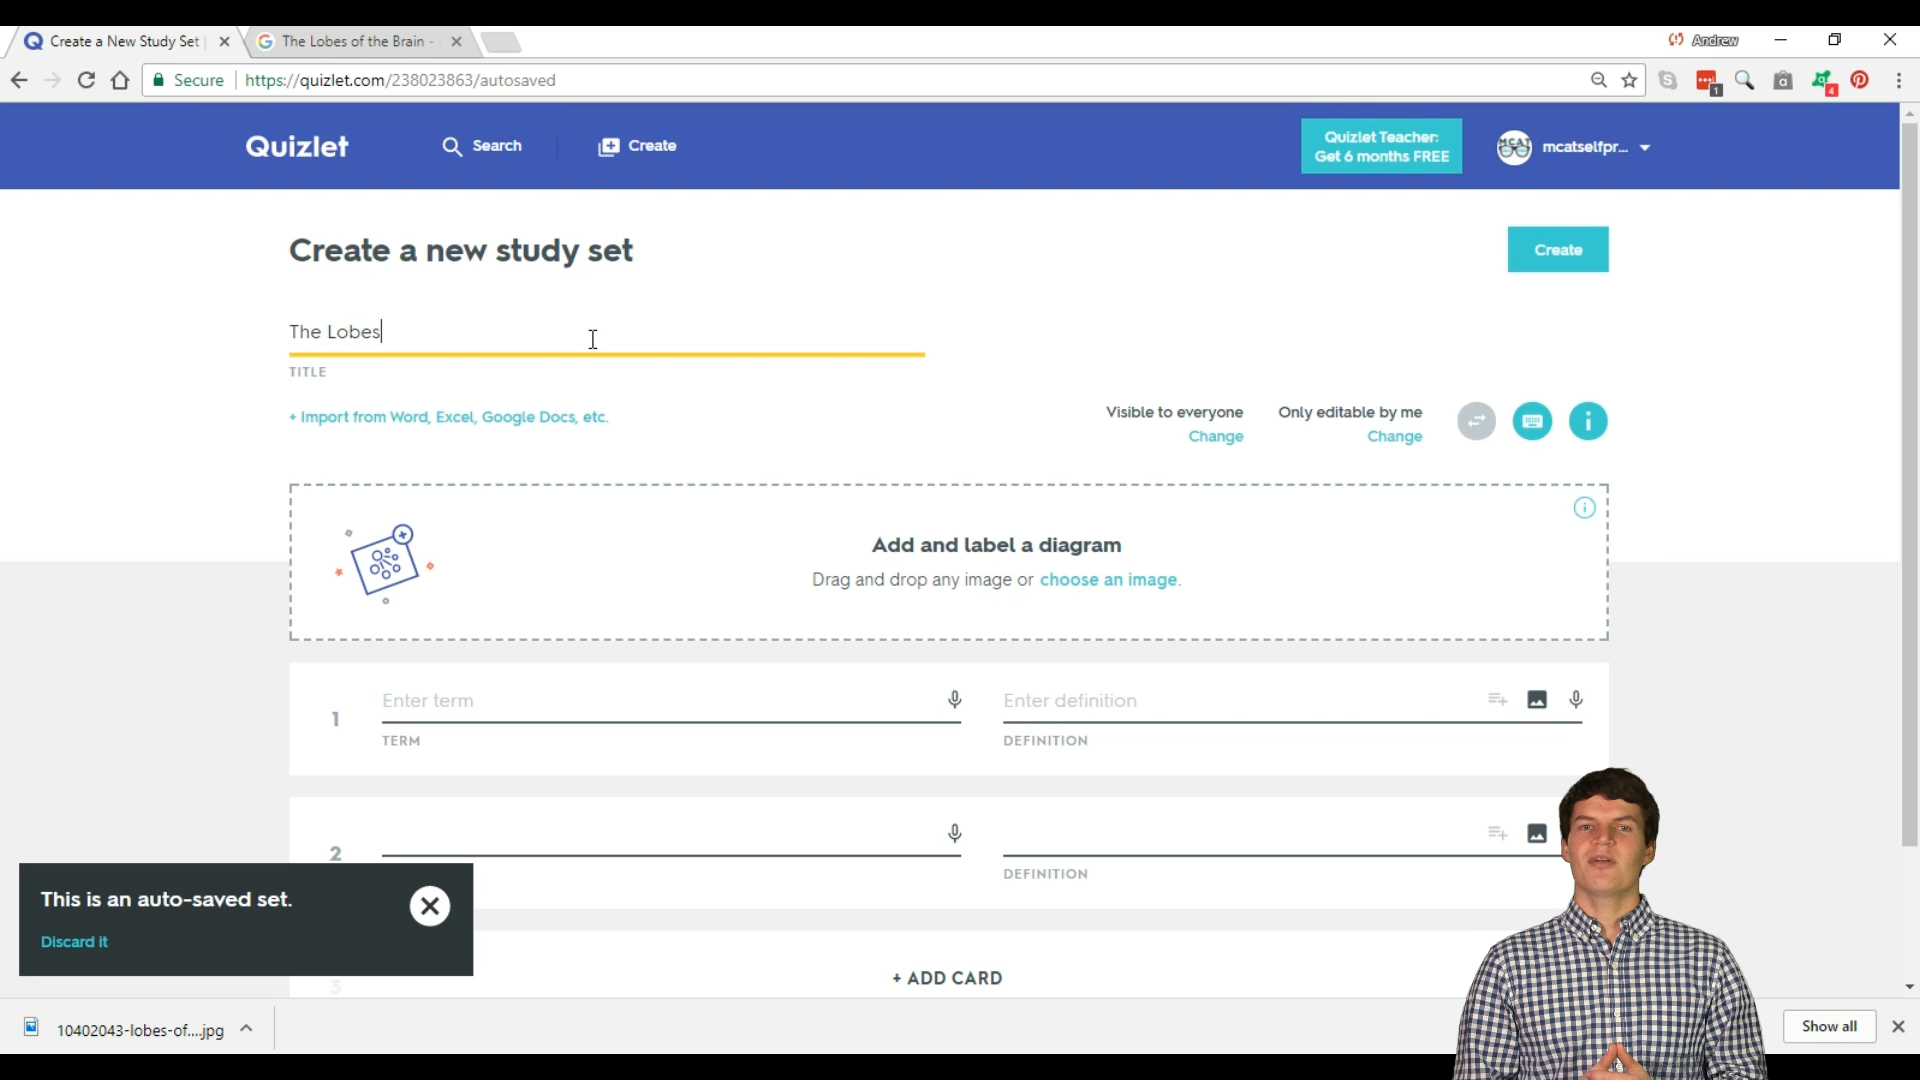 Create a New Study Set
The Lobes of the Brain -
Andrew
Secure
https://quizlet.com/238023863/autosaved
1
4
Quizlet
Search
Create
Quizlet Teacher:
Get 6 months FREE
MCAT
mcatselfpr...
Create a new study set
Create
The Lobes
TITLE
+ Import from Word, Excel, Google Docs, etc.
Visible to everyone
Change
Only editable by me
Change
Add and label a diagram
Drag and drop any image or choose an image.
1
Enter term
TERM
Enter definition
DEFINITION
2
DEFINITION
This is an auto-saved set.
Discard it
3
+ ADD CARD
10402043-lobes-of....jpg
Show all